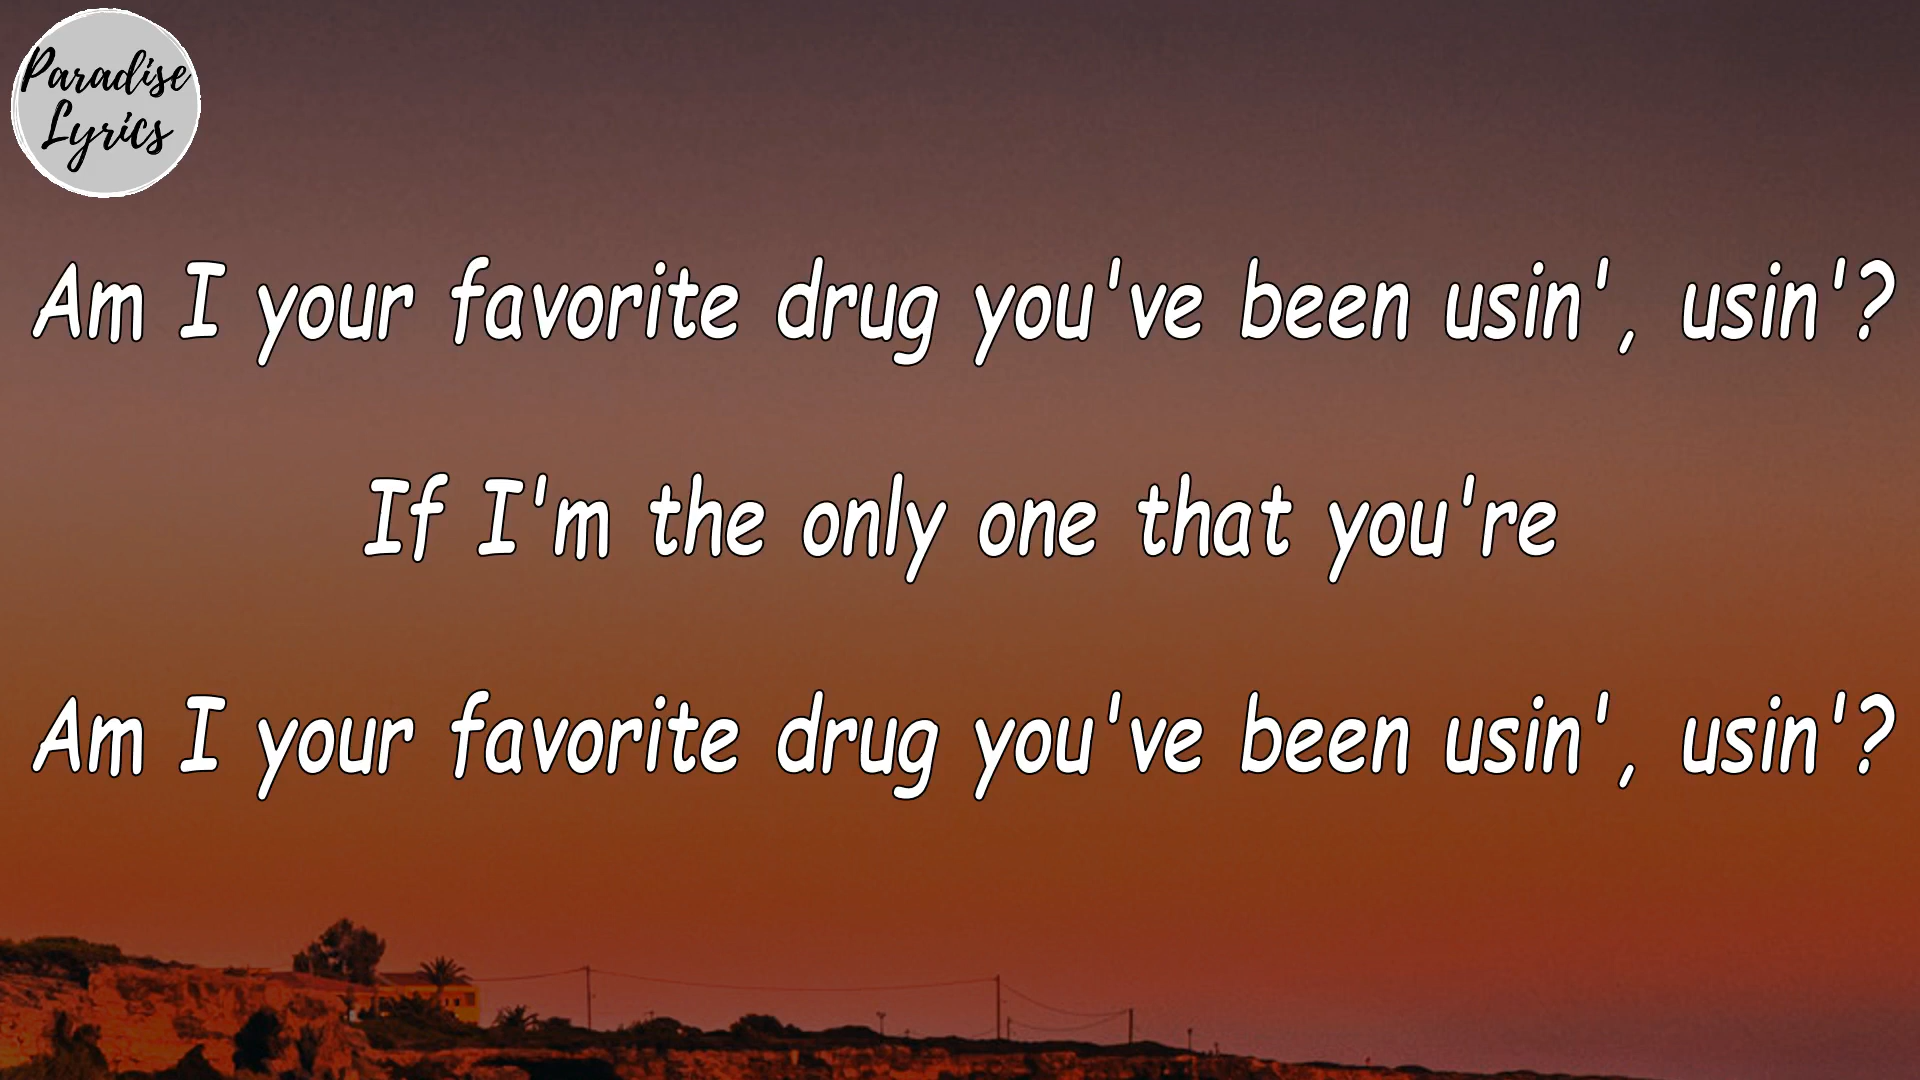 Paradise
Lyrics
Am I your favorite drug you've been usin', usin'?
If I'm the only one that you're
Am I your favorite drug you've been usin', usin'?